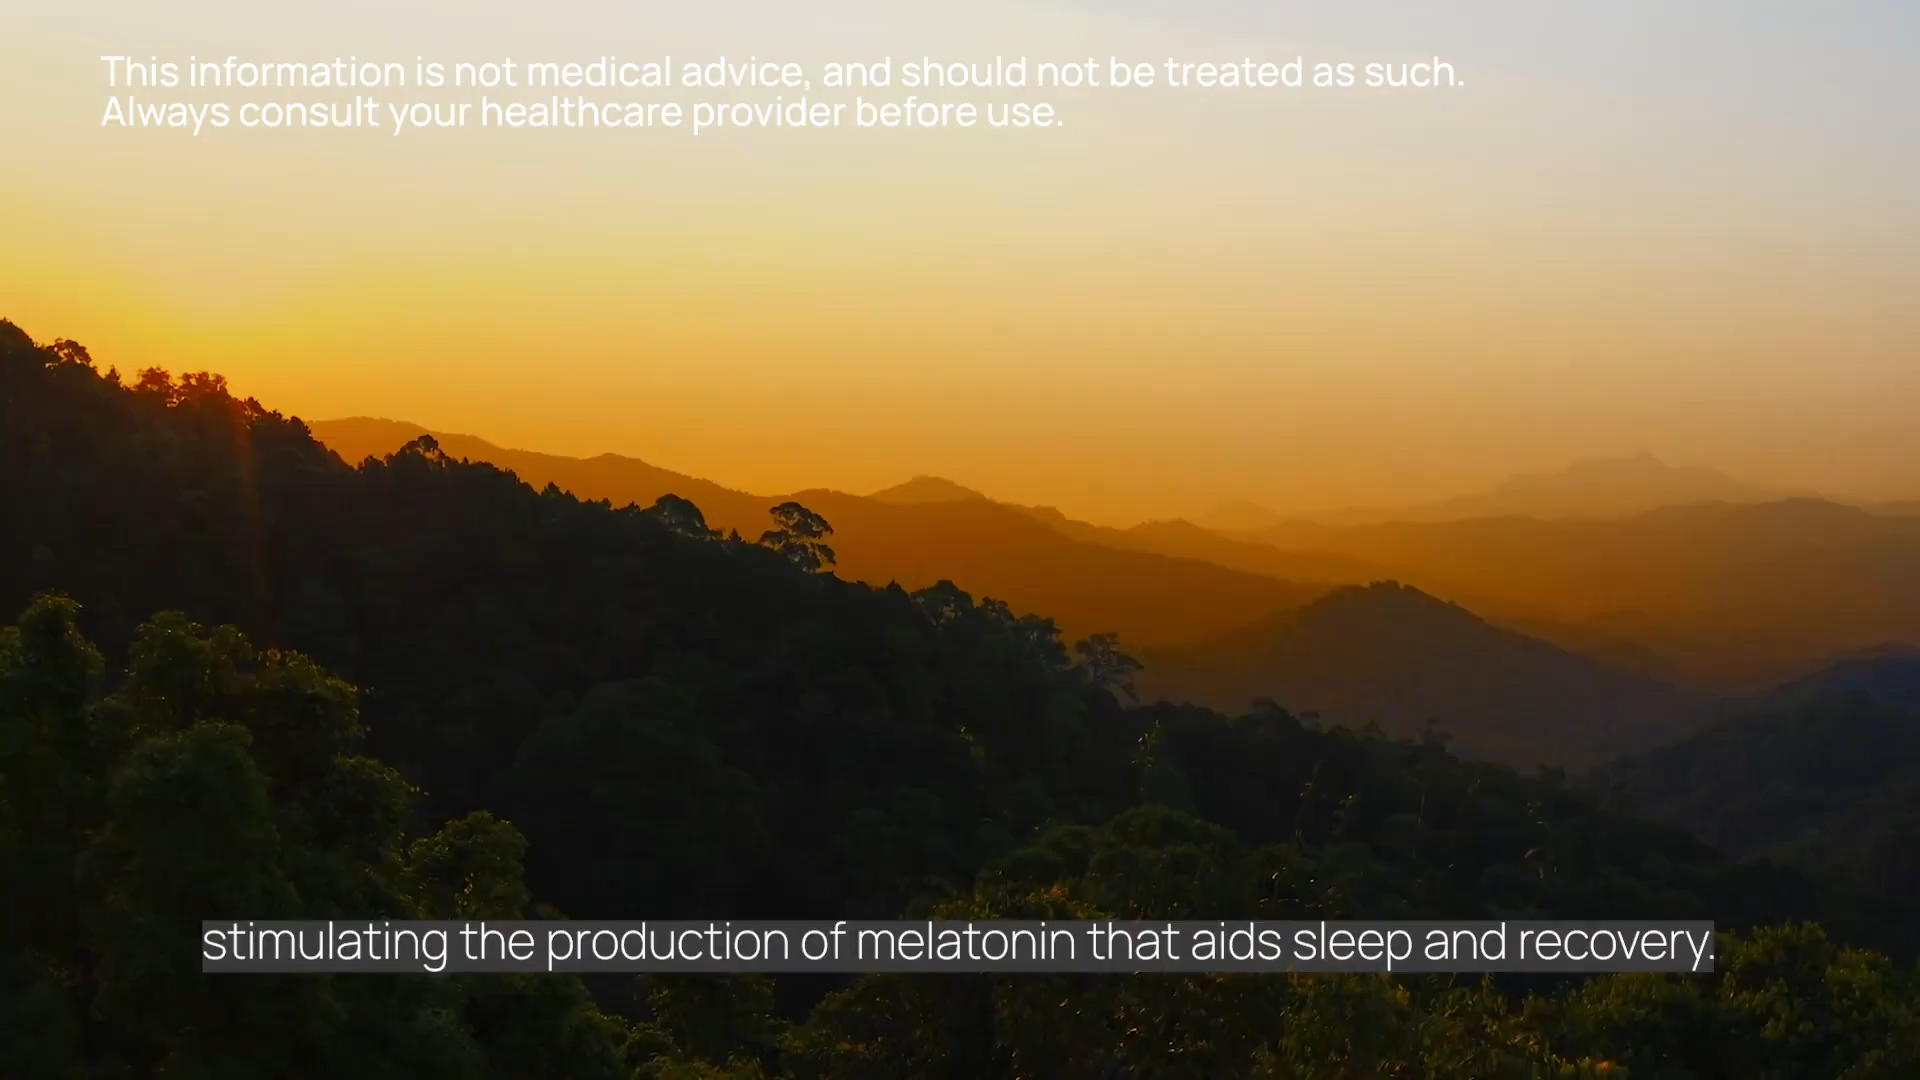 This information is not medical advice, and should not be treated as such.
Always consult your healthcare provider before use.
stimulating the production of melatonin that aids sleep and recovery.